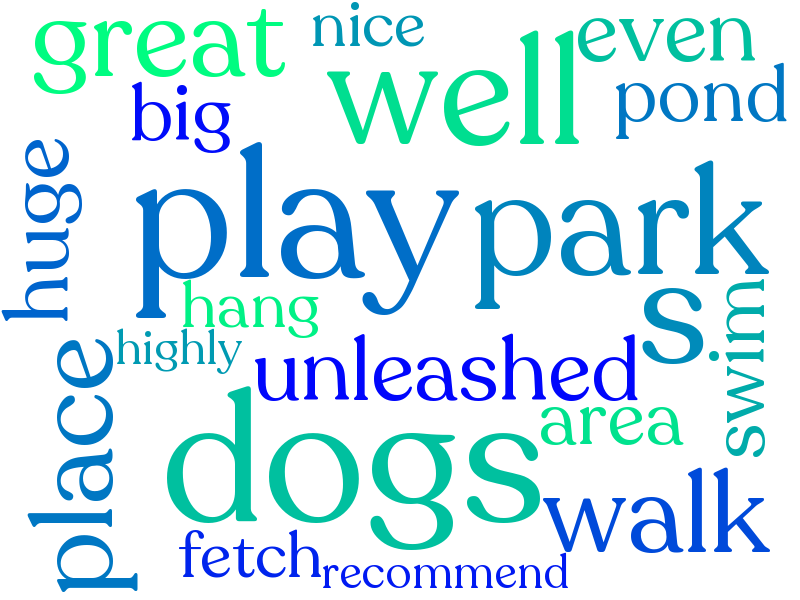 great
nice
well
even
pond
big
huge
play
park
s
hang
highly
unleashed
swim
place
dogs
area
walk
fetch
recommend